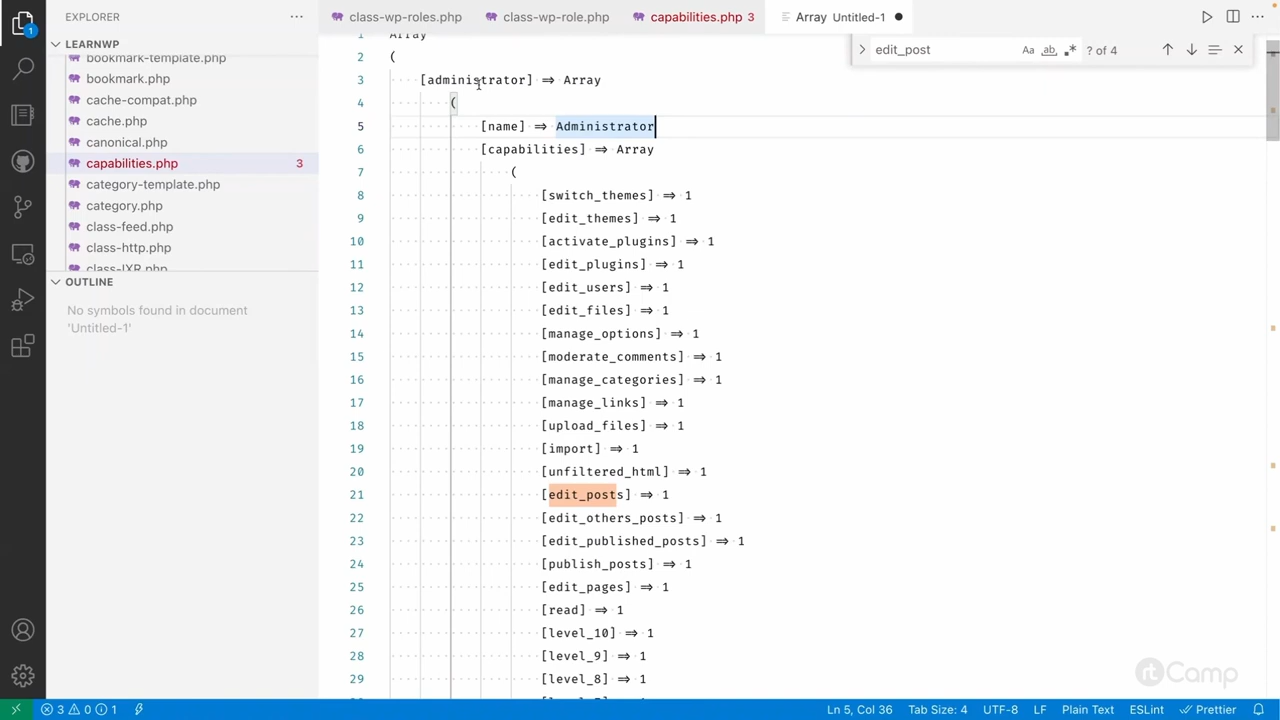 EXPLORER
LEARNWP
bookmark-template.php
bookmark.php
cache-compat.php
cache.php
canonical.php
capabilities.php 3
category-template.php
category.php
class-feed.php
class-http.php
class-IXR.php
OUTLINE
No symbols found in document
'Untitled-1'
1
class-wp-roles.php
class-wp-role.php
capabilities.php 3
Array Untitled-1
edit_post
Aa ab. .* ? of 4
1 Array
2 (
3 [administrator] => Array
4 (
5 [name] => Administrator
6 [capabilities] => Array
7 (
8 [switch_themes] => 1
9 [edit_themes] => 1
10 [activate_plugins] => 1
11 [edit_plugins] => 1
12 [edit_users] => 1
13 [edit_files] => 1
14 [manage_options] => 1
15 [moderate_comments] => 1
16 [manage_categories] => 1
17 [manage_links] => 1
18 [upload_files] => 1
19 [import] => 1
20 [unfiltered_html] => 1
21 [edit_posts] => 1
22 [edit_others_posts] => 1
23 [edit_published_posts] => 1
24 [publish_posts] => 1
25 [edit_pages] => 1
26 [read] => 1
27 [level_10] => 1
28 [level_9] => 1
29 [level_8] => 1
rtCamp
3 0 1
Ln 5, Col 36 Tab Size: 4 UTF-8 LF Plain Text ESLint Prettier